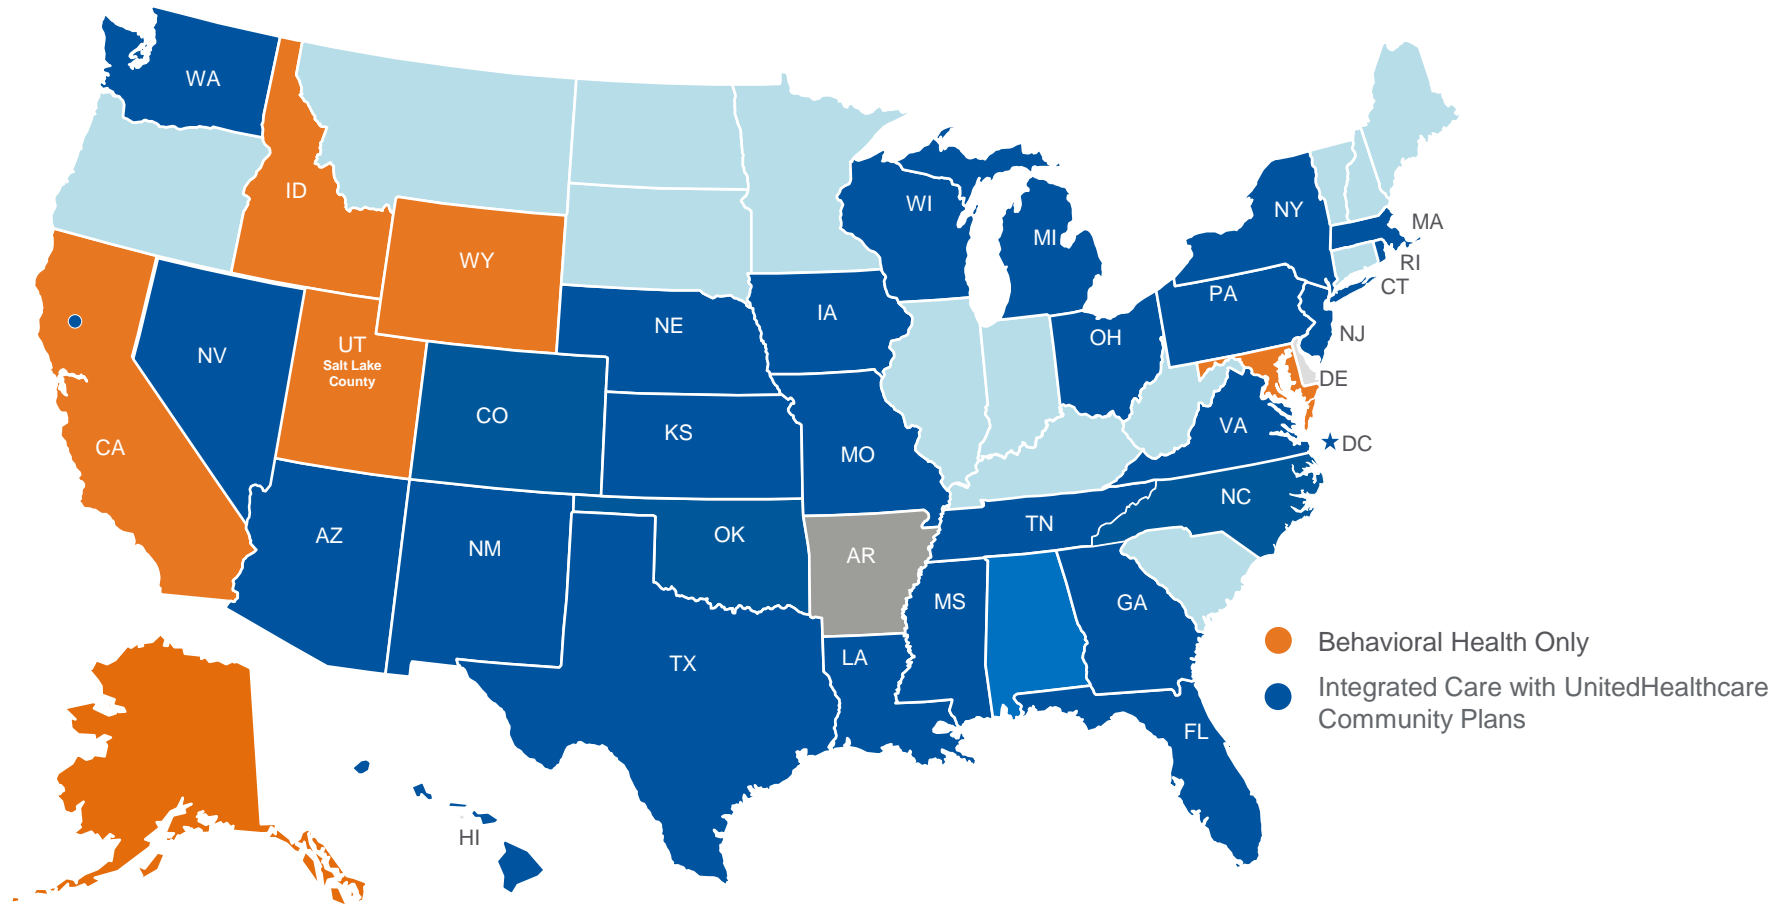 WA
ID
WY
NV
UT
Salt Lake
County
CA
CO
AZ
NM
NE
KS
OK
TX
IA
MO
AR
LA
WI
MI
OH
TN
MS
GA
FL
NY
PA
VA
NC
MA
RI
CT
NJ
DE
DC
HI
Behavioral Health Only
Integrated Care with UnitedHealthcare
Community Plans